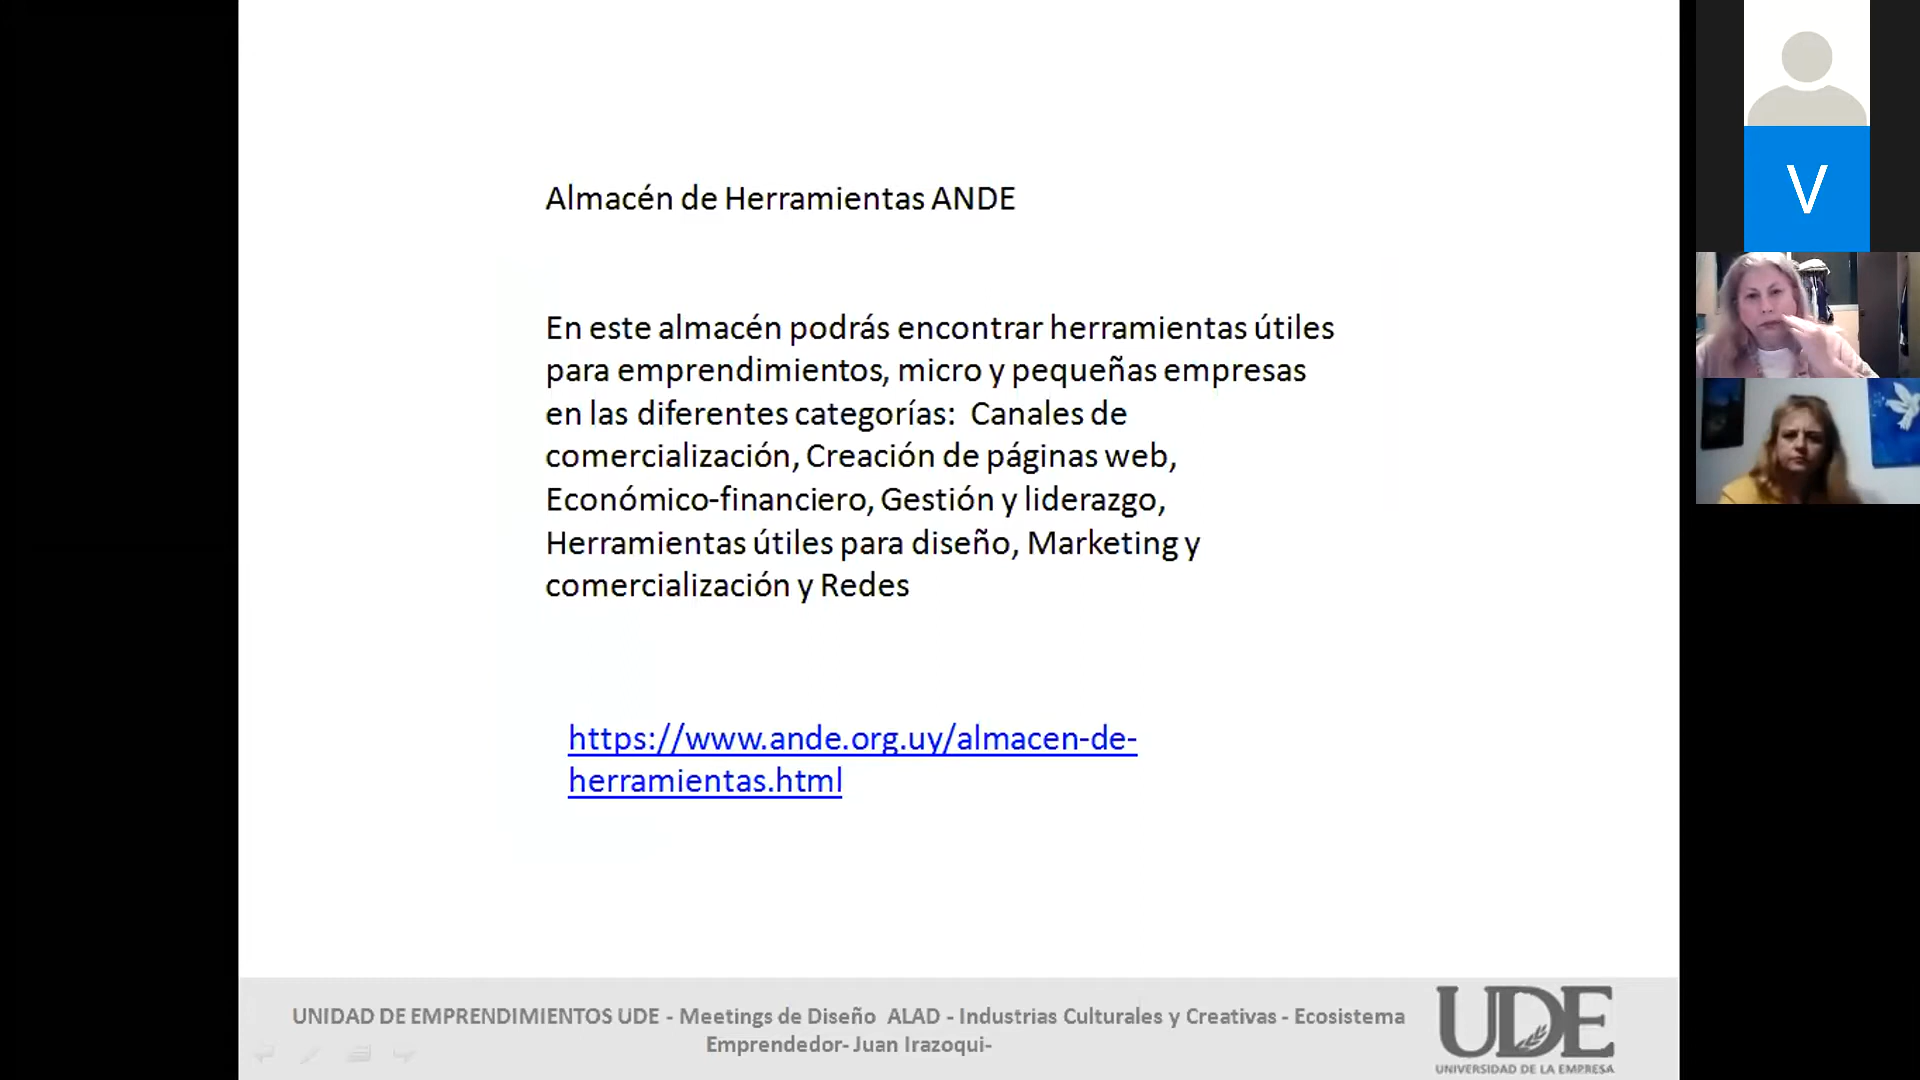 Almacén de Herramientas ANDE
En este almacén podrás encontrar herramientas útiles
para emprendimientos, micro y pequeñas empresas
en las diferentes categorías:  Canales de
comercialización, Creación de páginas web,
Económico-financiero, Gestión y liderazgo,
Herramientas útiles para diseño, Marketing y
comercialización y Redes
https://www.ande.org.uy/almacen-de-
herramientas.html
UNIDAD DE EMPRENDIMIENTOS UDE - Meetings de Diseño  ALAD - Industrias Culturales y Creativas - Ecosistema
Emprendedor- Juan Irazoqui-
UDE
UNIVERSIDAD DE LA EMPRESA
V